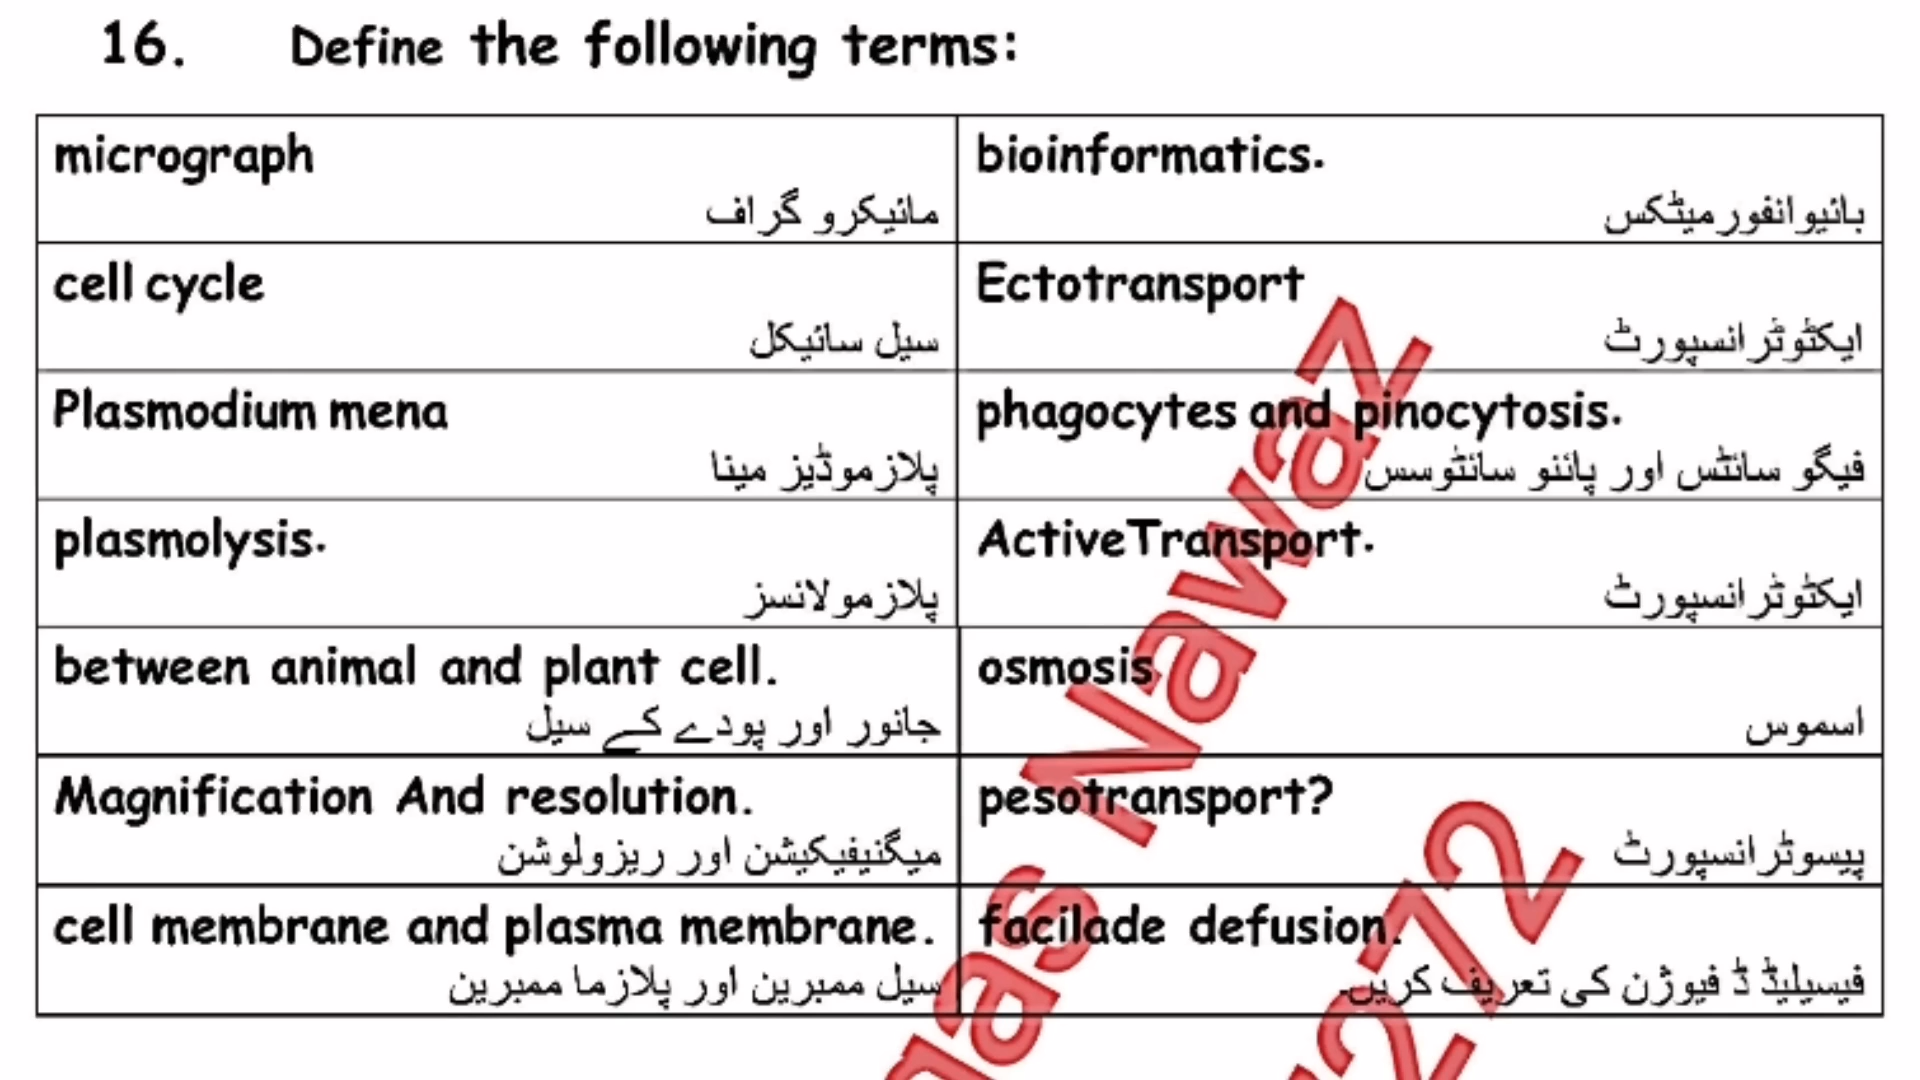 16. Define the following terms:
micrograph
مائیکرو گراف
bioinformatics.
بائیوانفورمیٹکس
cell cycle
سیل سائیکل
Ectotransport
ایکٹوٹرانسپورٹ
Plasmodium mena
پلازموڈیز مینا
phagocytes and pinocytosis.
فیگو سائٹس اور پائنو سائٹوسس
plasmolysis.
پلازمولائسز
ActiveTransport.
ایکٹوٹرانسپورٹ
between animal and plant cell.
جانور اور پودے کے سیل
osmosis
اسموس
Magnification And resolution.
میگنیفیکیشن اور ریزولوشن
pesotransport?
پیسوٹرانسپورٹ
cell membrane and plasma membrane.
سیل ممبرین اور پلازما ممبرین
facilade defusion.
فیسیلیڈ ڈ فیوژن کی تعریف کریں۔
Nawaz
272